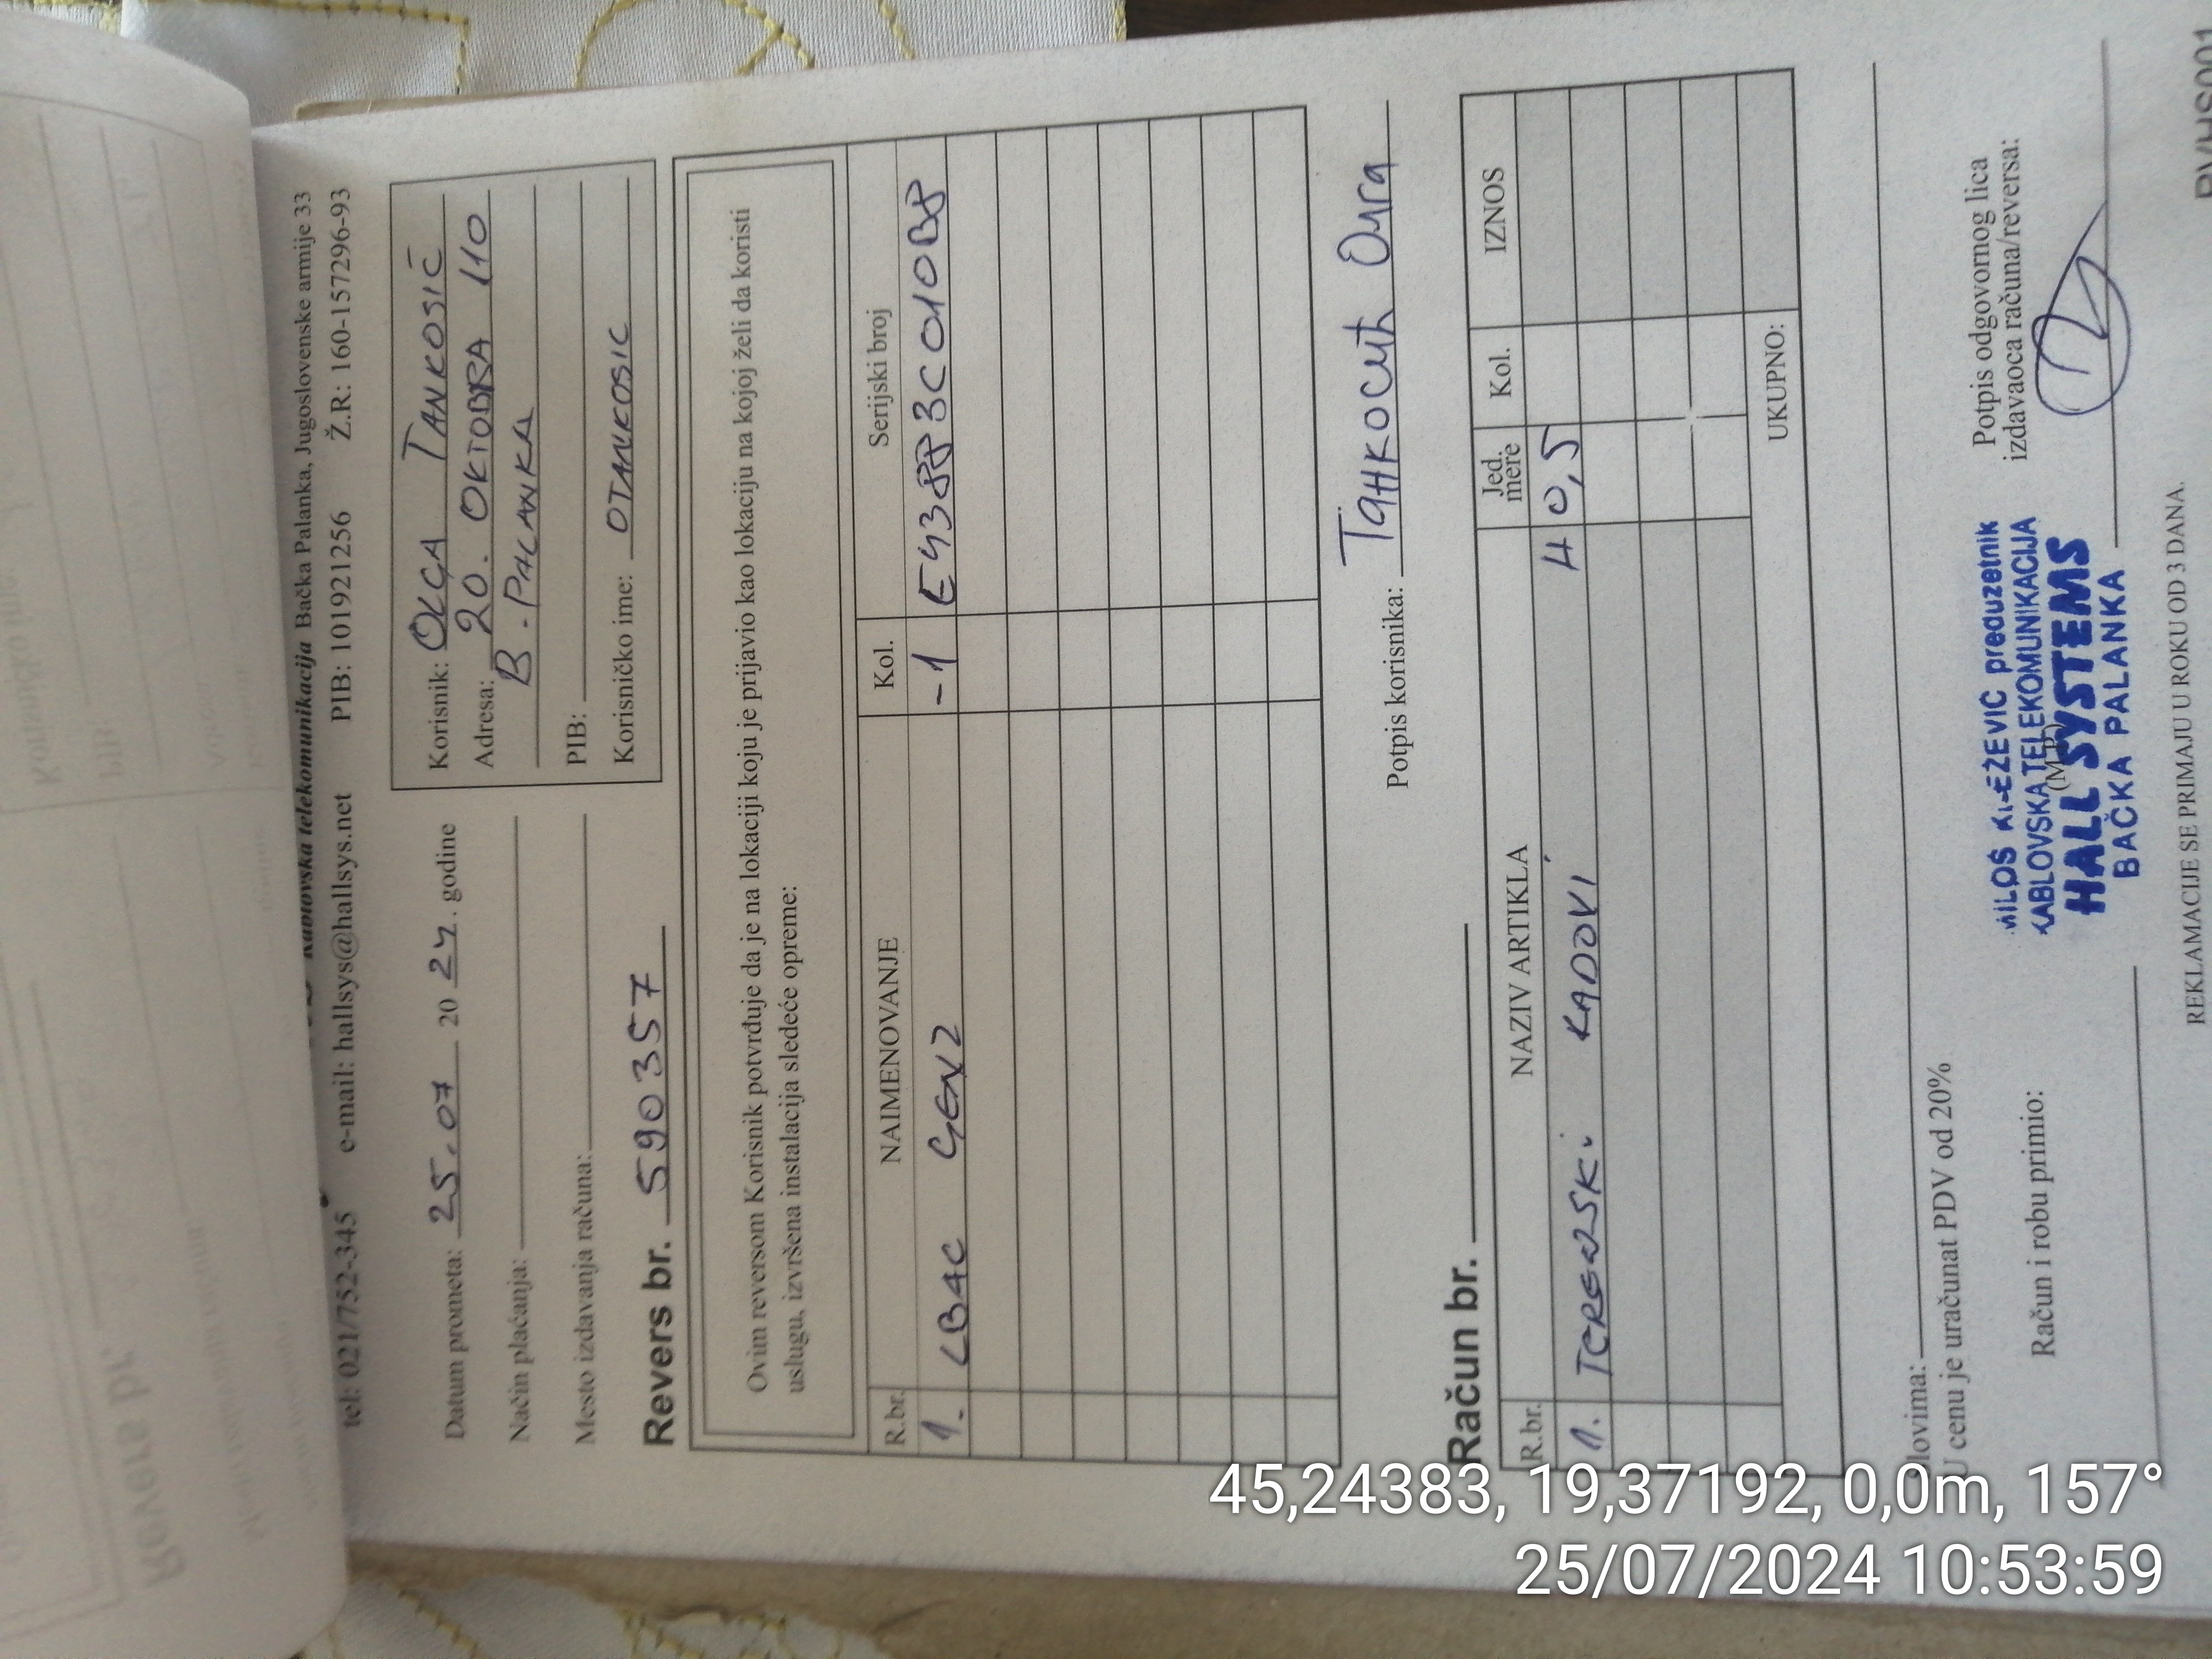 Kablovska telekomunikacija Bačka Palanka, Jugoslovenske armije 33
tel: 021/752-345 e-mail: hallsys@hallsys.net PIB: 101921256 Ž.R.: 160-157296-93
Datum prometa: 25.07 2024. godine
Način plaćanja:
Mesto izdavanja računa:
Korisnik: OLGA TANKOSIĆ
Adresa: 20. OKTOBRA 110
B. PALANKA
PIB:
Korisničko ime: OTANKOSIC
Revers br. 590357
Ovim reversom Korisnik potvrđuje da je na lokaciji koju je prijavio kao lokaciju na kojoj želi da koristi
uslugu, izvršena instalacija sledeće opreme:
R.br. NAIMENOVANJE Kol. Serijski broj
1. CBAC GEN2 -1 E43883C010B8
Potpis korisnika: Танкосић Олга
Račun br.
R.br. NAZIV ARTIKLA Jed. mere Kol. IZNOS
1. TERENSKI RADOVI H 0,5
UKUPNO:
Slovima:
U cenu je uračunat PDV od 20%
Račun i robu primio:
(M.P.)
MILOŠ KNEŽEVIĆ preduzetnik
KABLOVSKA TELEKOMUNIKACIJA
HALL SYSTEMS
BAČKA PALANKA
Potpis odgovornog lica
izdavaoca računa/reversa:
REKLAMACIJE SE PRIMAJU U ROKU OD 3 DANA.
45,24383, 19,37192, 0,0m, 157°
25/07/2024 10:53:59